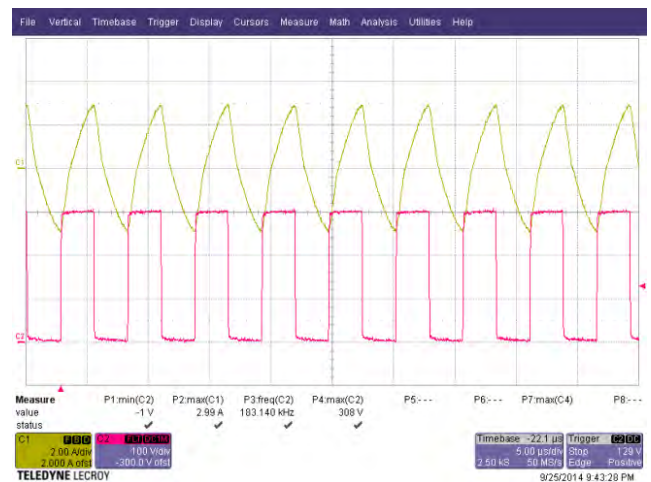 File Vertical Timebase Trigger Display Cursors Measure Math Analysis Utilities Help
C1
C2
Measure P1:min(C2) P2:max(C1) P3:freq(C2) P4:max(C2) P5:--- P6:--- P7:max(C4) P8:---
value -1 V 2.99 A 183.140 kHz 308 V
status
C1 FBD C2 FLT DC1M Timebase -22.1 µs Trigger C2 DC
2.00 A/div 100 V/div 5.00 µs/div Stop 129 V
2.000 A ofst -300.0 V ofst 2.50 kS 50 MS/s Edge Positive
TELEDYNE LECROY 9/25/2014 9:43:28 PM